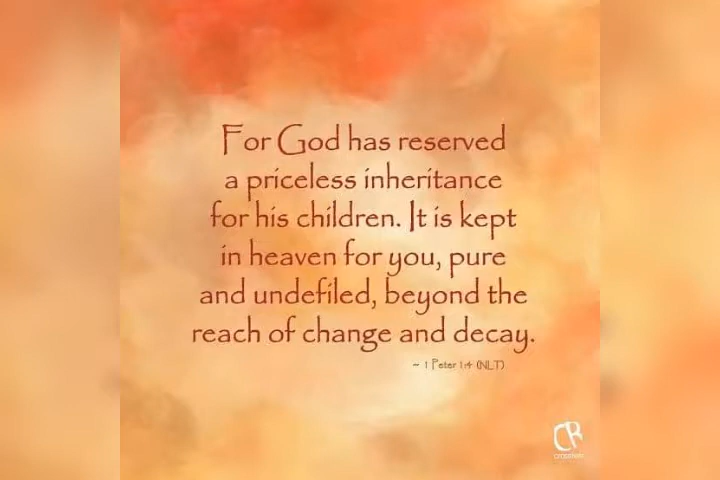 For God has reserved
a priceless inheritance
for his children. It is kept
in heaven for you, pure
and undefiled, beyond the
reach of change and decay.
~ 1 Peter 1:4 (NLT)
CR